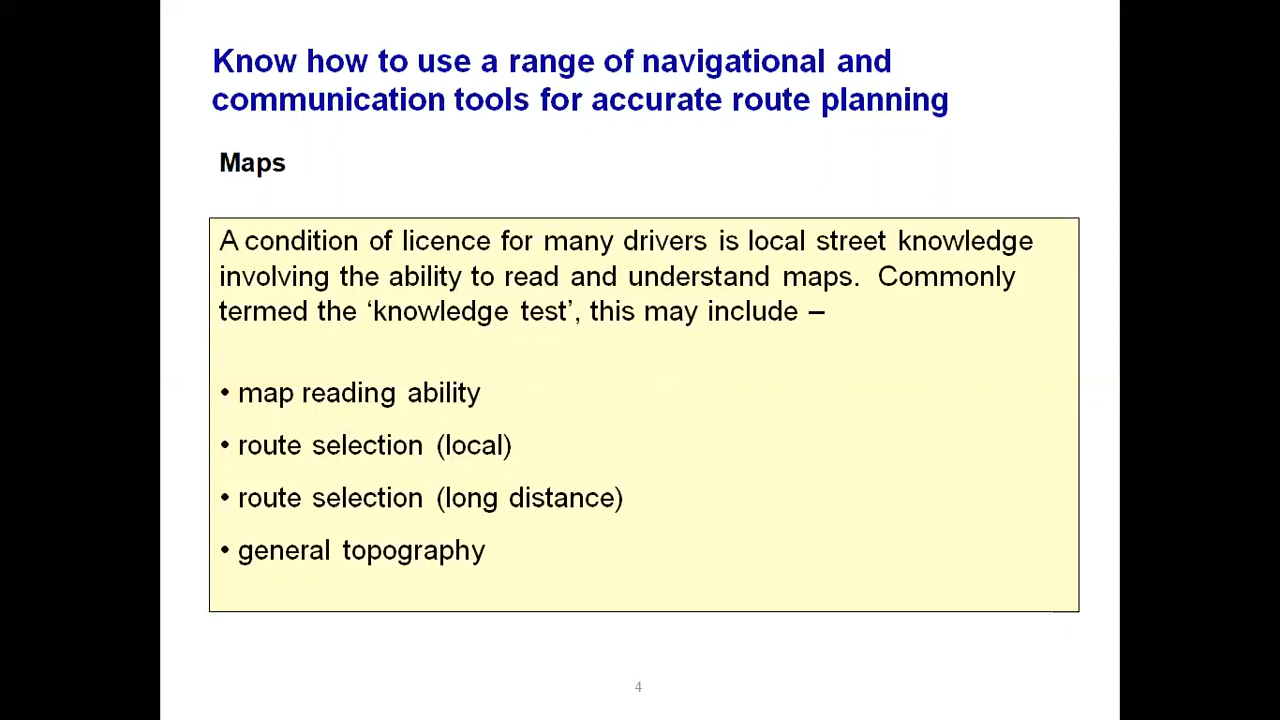 Know how to use a range of navigational and
communication tools for accurate route planning
Maps
A condition of licence for many drivers is local street knowledge
involving the ability to read and understand maps.  Commonly
termed the ‘knowledge test’, this may include –
• map reading ability
• route selection (local)
• route selection (long distance)
• general topography
4